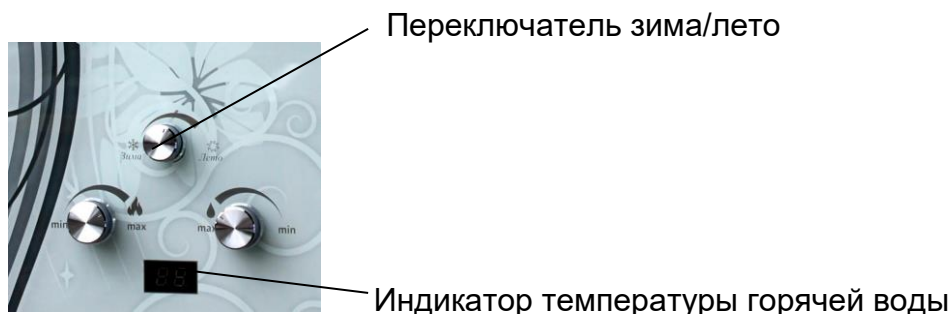 Переключатель зима/лето
Зима Лето
min max max min
Индикатор температуры горячей воды